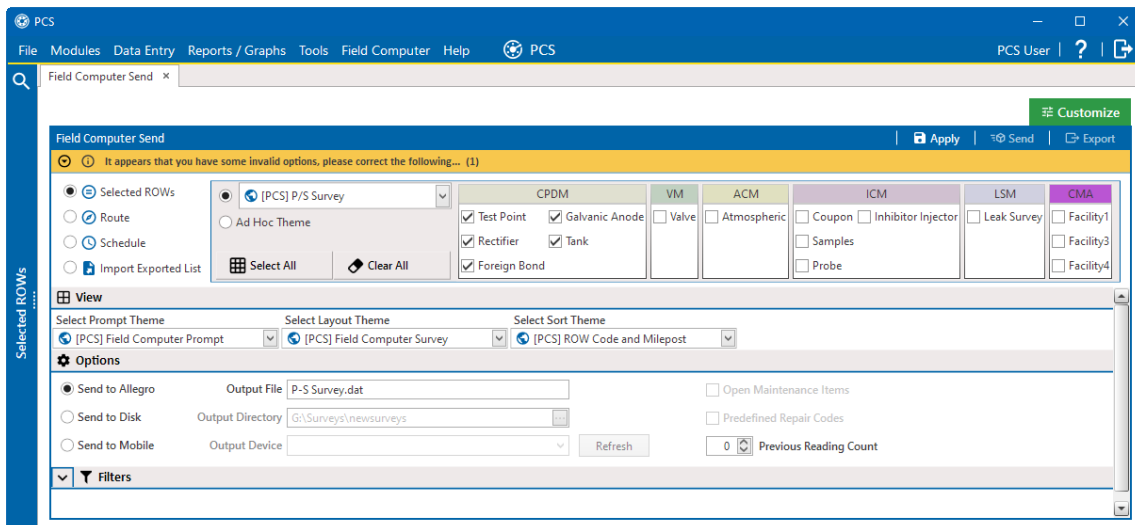 PCS
File Modules Data Entry Reports / Graphs Tools Field Computer Help PCS PCS User | ? |
Field Computer Send ×
Customize
Field Computer Send | Apply | Send | Export
It appears that you have some invalid options, please correct the following... (1)
Selected ROWs
Route
Schedule
Import Exported List
[PCS] P/S Survey
Ad Hoc Theme
Select All Clear All
CPDM
Test Point Galvanic Anode
Rectifier Tank
Foreign Bond
VM
Valve
ACM
Atmospheric
ICM
Coupon Inhibitor Injector
Samples
Probe
LSM
Leak Survey
CMA
Facility1
Facility3
Facility4
Selected ROWs
View
Select Prompt Theme Select Layout Theme Select Sort Theme
[PCS] Field Computer Prompt [PCS] Field Computer Survey [PCS] ROW Code and Milepost
Options
Send to Allegro Output File P-S Survey.dat Open Maintenance Items
Send to Disk Output Directory G:\Surveys\newsurveys ... Predefined Repair Codes
Send to Mobile Output Device Refresh 0 Previous Reading Count
Filters